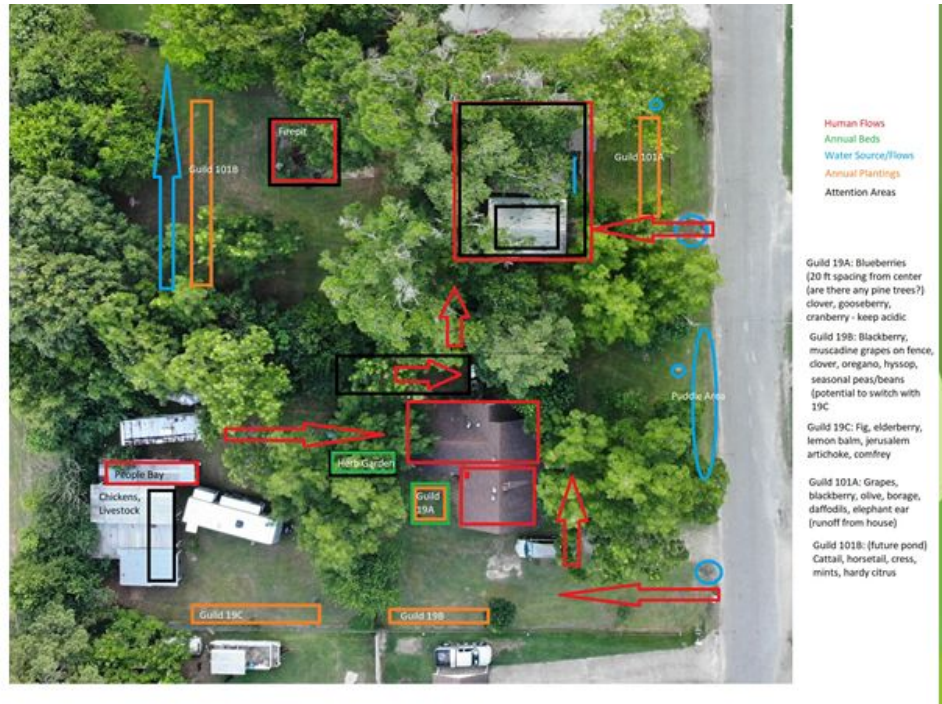 Firepit
Guild 101B
Guild 101A
Puddle Area
Herb Garden
People Bay
Chickens,
Livestock
Guild
19A
Guild 19C
Guild 19B
Human Flows
Annual Beds
Water Source/Flows
Annual Plantings
Attention Areas
Guild 19A: Blueberries
(20 ft spacing from center
(are there any pine trees?)
clover, gooseberry,
cranberry - keep acidic
Guild 19B: Blackberry,
muscadine grapes on fence,
clover, oregano, hyssop,
seasonal peas/beans
(potential to switch with
19C
Guild 19C: Fig, elderberry,
lemon balm, jerusalem
artichoke, comfrey
Guild 101A: Grapes,
blackberry, olive, borage,
daffodils, elephant ear
(runoff from house)
Guild 101B: (future pond)
Cattail, horsetail, cress,
mints, hardy citrus